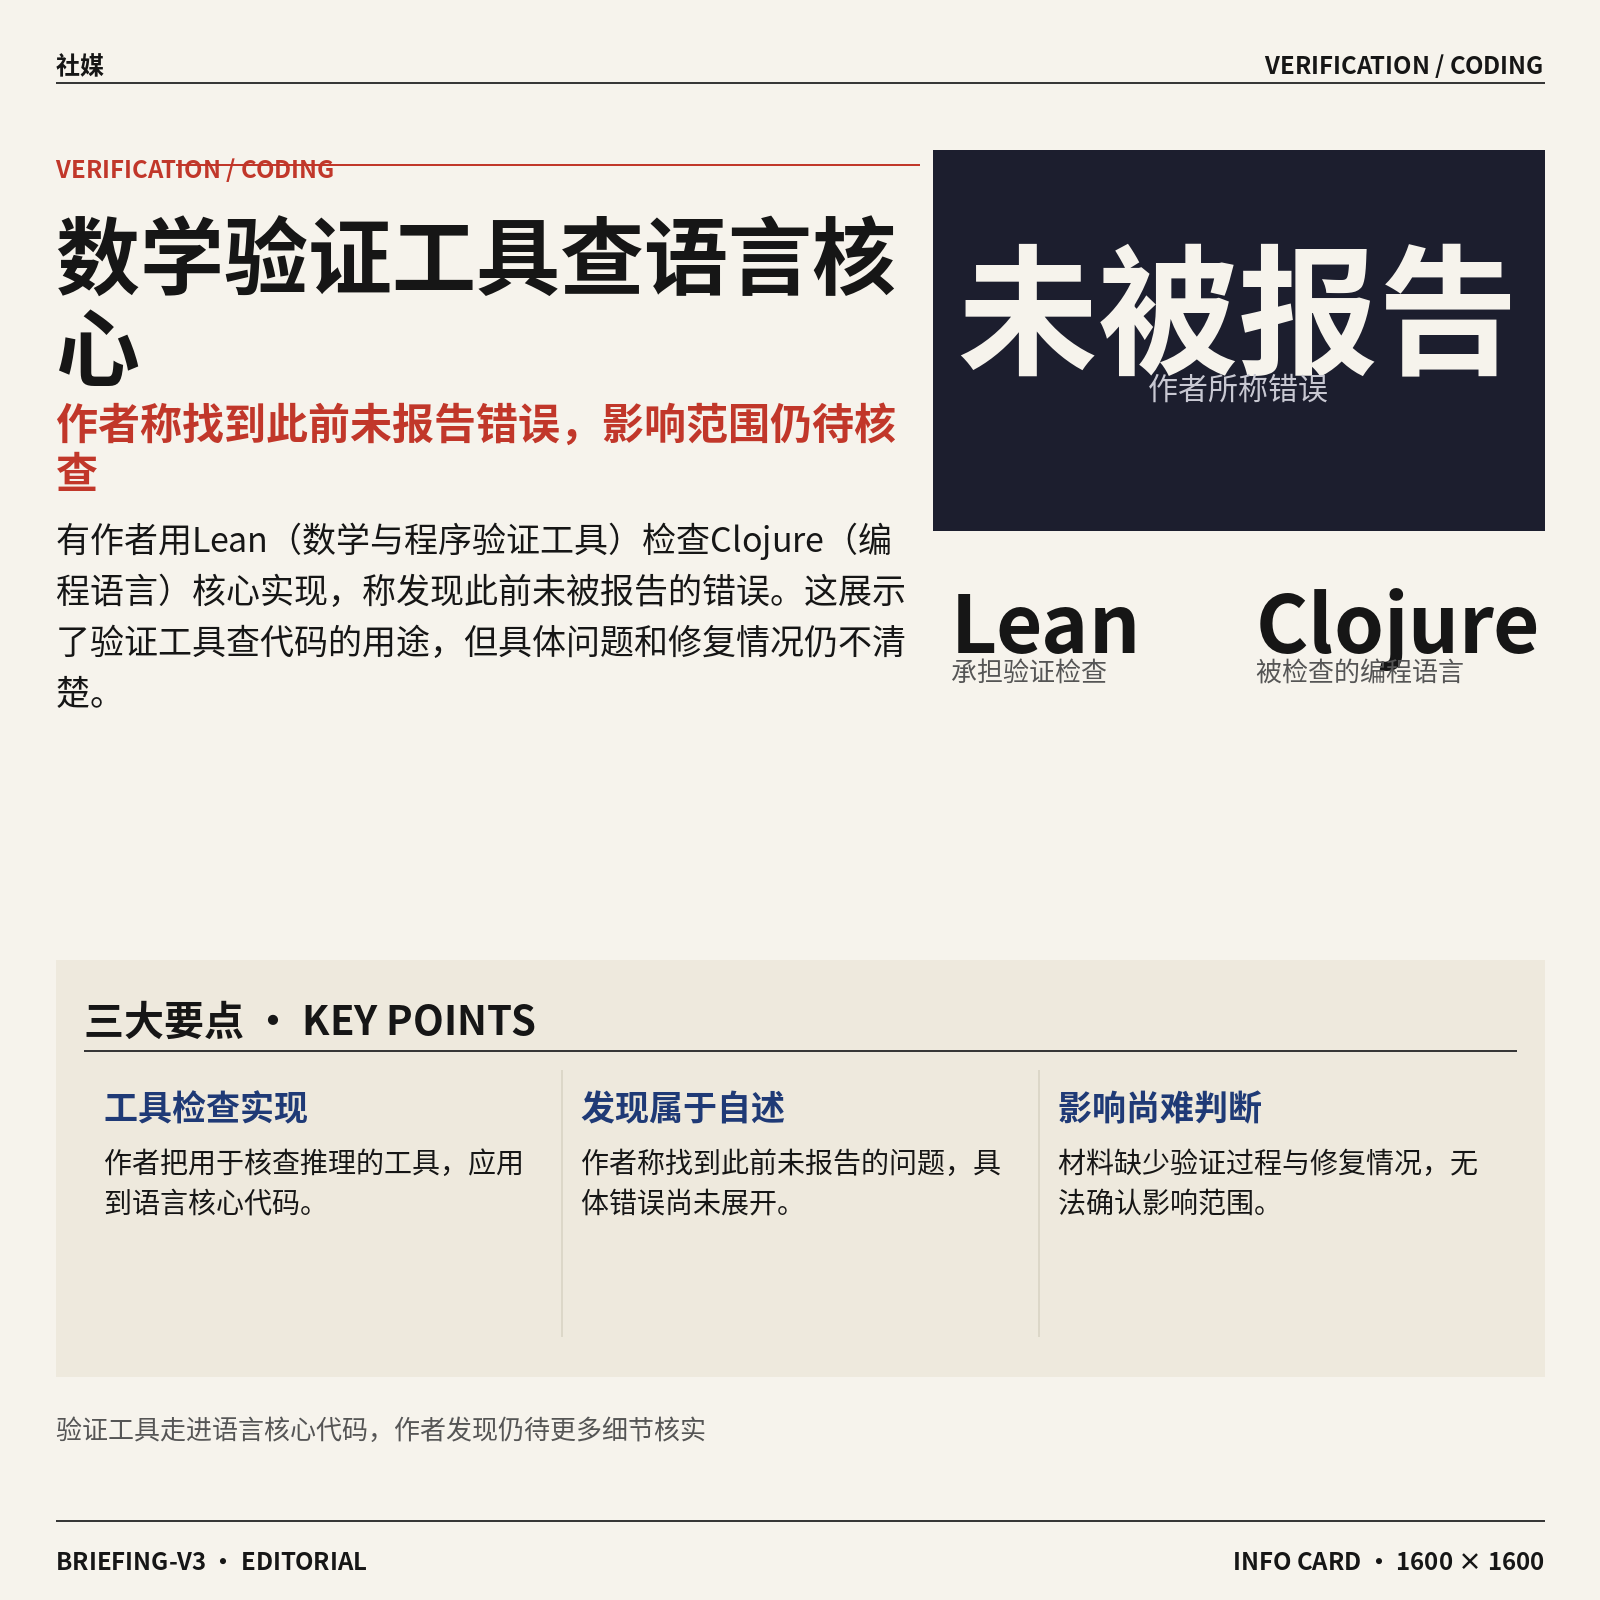 社媒
VERIFICATION / CODING
VERIFICATION / CODING
数学验证工具查语言核
心
作者称找到此前未报告错误，影响范围仍待核
查
有作者用Lean（数学与程序验证工具）检查Clojure（编
程语言）核心实现，称发现此前未被报告的错误。这展示
了验证工具查代码的用途，但具体问题和修复情况仍不清
楚。
未被报告
作者所称错误
Lean
承担验证检查
Clojure
被检查的编程语言
三大要点 · KEY POINTS
工具检查实现
作者把用于核查推理的工具，应用
到语言核心代码。
发现属于自述
作者称找到此前未报告的问题，具
体错误尚未展开。
影响尚难判断
材料缺少验证过程与修复情况，无
法确认影响范围。
验证工具走进语言核心代码，作者发现仍待更多细节核实
BRIEFING-V3 · EDITORIAL
INFO CARD · 1600 × 1600